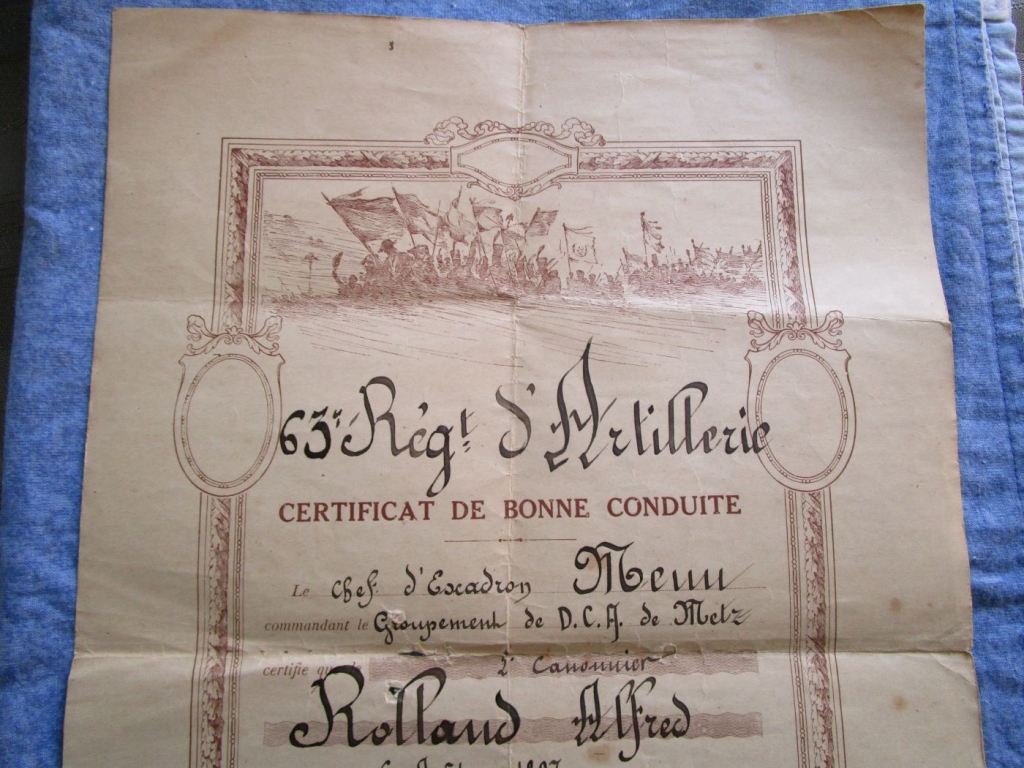 63e Régt d'Artillerie
CERTIFICAT DE BONNE CONDUITE
Le Chef d'Escadron Menu
commandant le Groupement de D.C.A. de Metz
certifie que le 2e Canonnier
Rolland Alfred